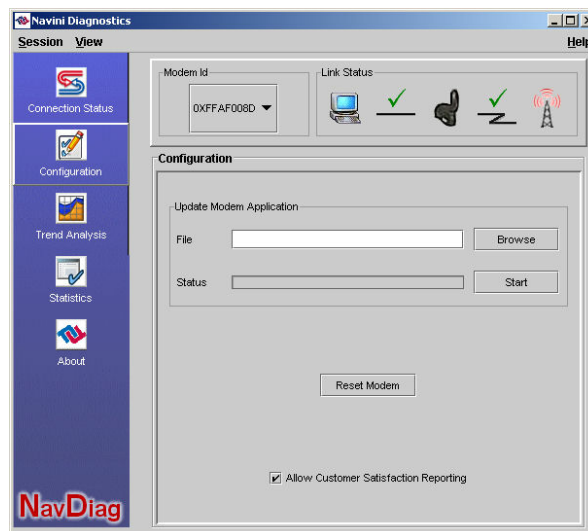 Navini Diagnostics
Session View Help
Connection Status
Configuration
Trend Analysis
Statistics
About
NavDiag
Modem Id
0XFFAF008D
Link Status
Configuration
Update Modem Application
File Browse
Status Start
Reset Modem
Allow Customer Satisfaction Reporting